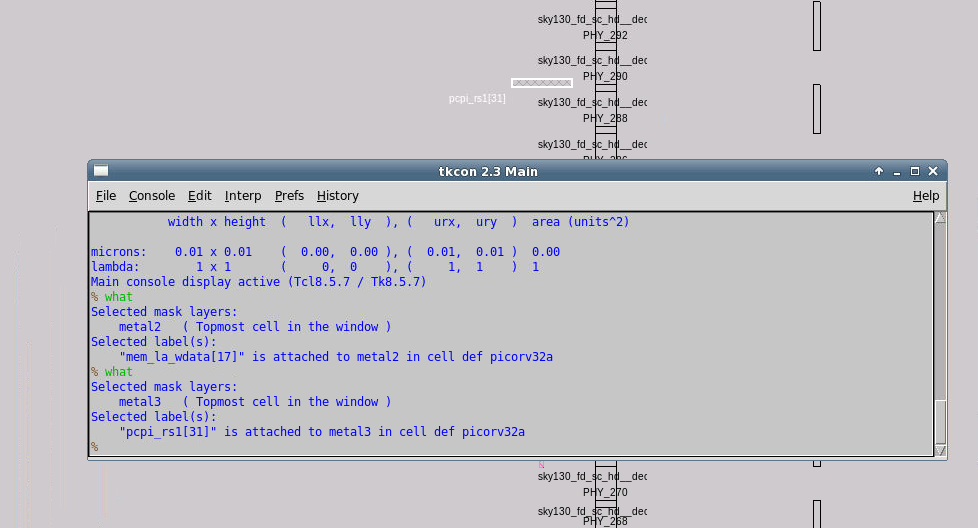 sky130_fd_sc_hd__dec
PHY_292
sky130_fd_sc_hd__dec
PHY_290
pcpi_rs1[31]
sky130_fd_sc_hd__dec
PHY_288
sky130_fd_sc_hd__dec
tkcon 2.3 Main
File Console Edit Interp Prefs History Help
width x height ( llx, lly ), ( urx, ury ) area (units^2)
microns: 0.01 x 0.01 ( 0.00, 0.00 ), ( 0.01, 0.01 ) 0.00
lambda: 1 x 1 ( 0, 0 ), ( 1, 1 ) 1
Main console display active (Tcl8.5.7 / Tk8.5.7)
% what
Selected mask layers:
metal2 ( Topmost cell in the window )
Selected label(s):
"mem_la_wdata[17]" is attached to metal2 in cell def picorv32a
% what
Selected mask layers:
metal3 ( Topmost cell in the window )
Selected label(s):
"pcpi_rs1[31]" is attached to metal3 in cell def picorv32a
%
sky130_fd_sc_hd__dec
PHY_270
sky130_fd_sc_hd__dec
PHY_268